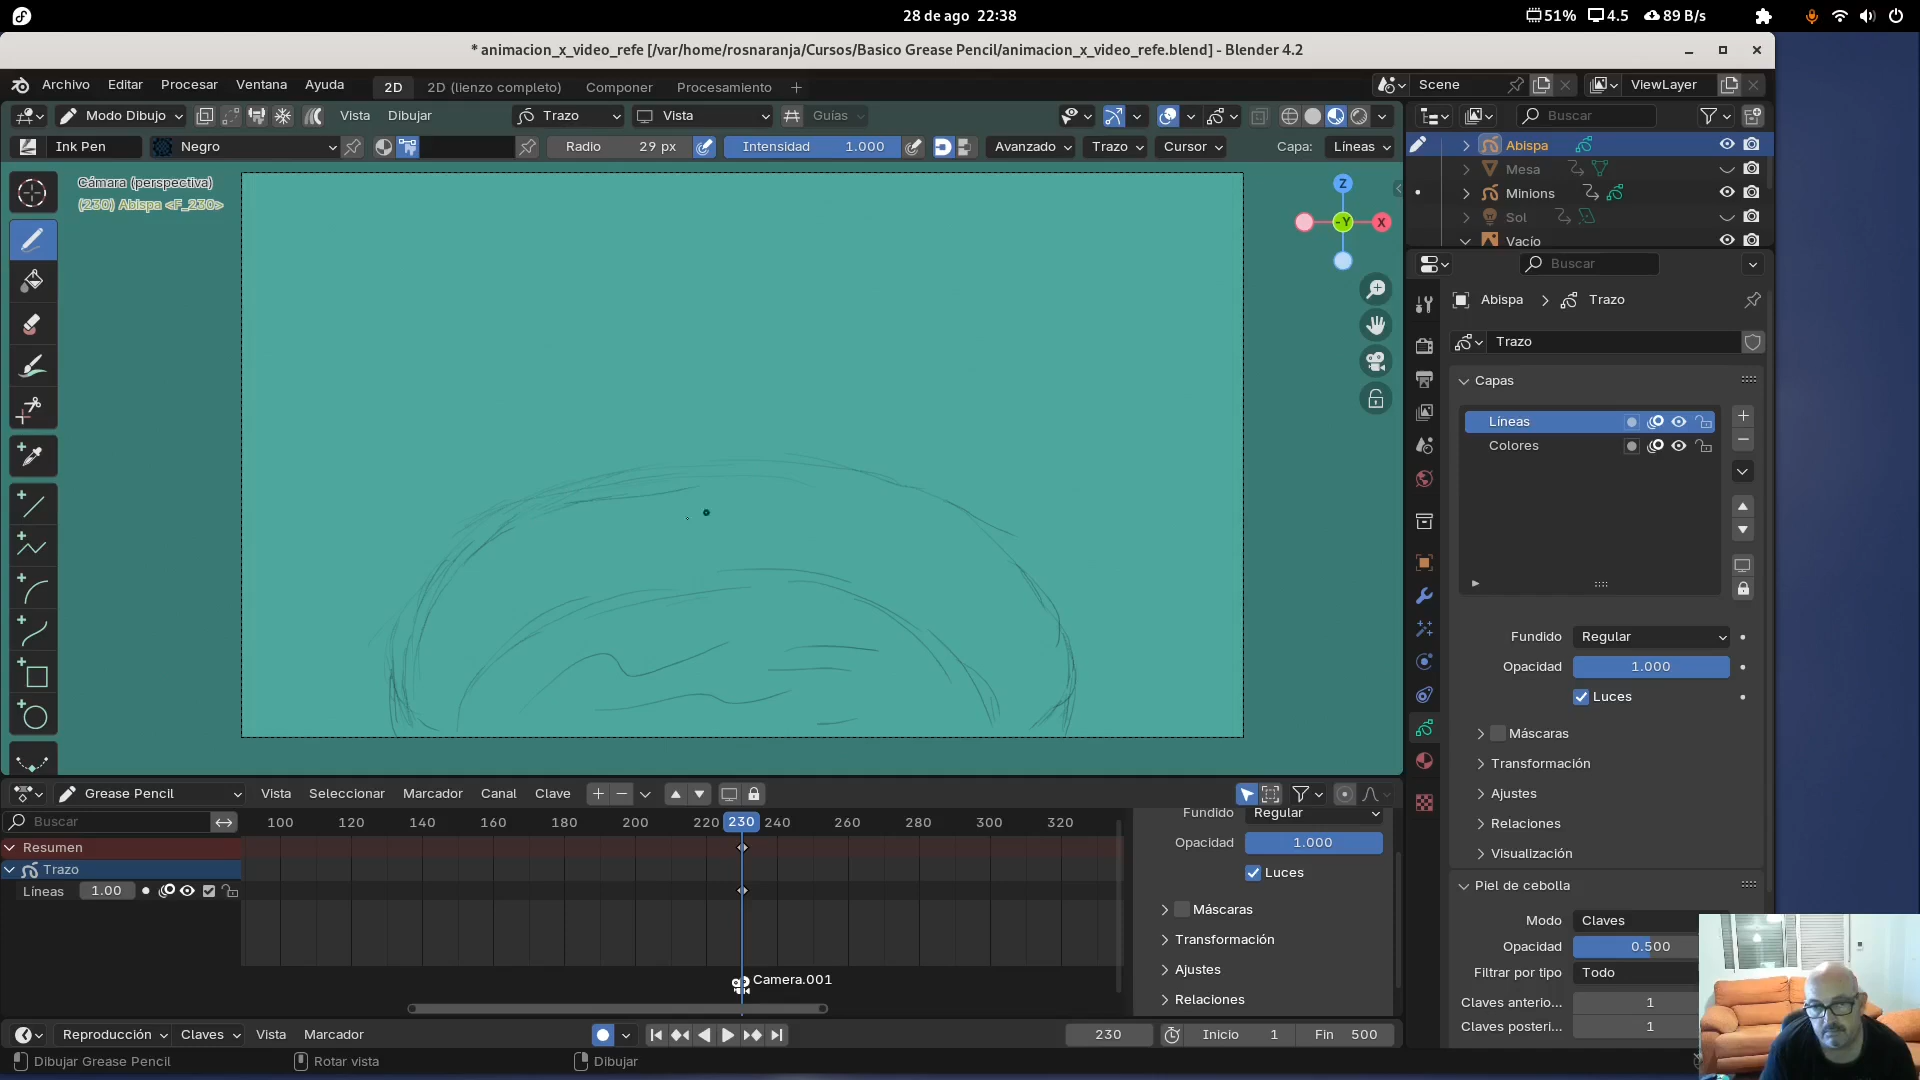 28 de ago 22:38
51% 4.5 89 B/s
* animacion_x_video_refe [/var/home/rosnaranja/Cursos/Basico Grease Pencil/animacion_x_video_refe.blend] - Blender 4.2
Archivo Editar Procesar Ventana Ayuda 2D 2D (lienzo completo) Componer Procesamiento + Scene ViewLayer
Modo Dibujo Vista Dibujar Trazo Vista Guías Buscar
Ink Pen Negro Radio 29 px Intensidad 1.000 Avanzado Trazo Cursor Capa: Líneas
Abispa
Mesa
Minions
Sol
Vacío
Cámara (perspectiva)
(230) Abispa <F_230>
Z
-Y X
Buscar
Abispa > Trazo
Trazo
Capas
Líneas
Colores
Fundido Regular
Opacidad 1.000
Luces
Máscaras
Transformación
Ajustes
Relaciones
Visualización
Piel de cebolla
Modo Claves
Opacidad 0.500
Filtrar por tipo Todo
Claves anterio... 1
Claves posteri... 1
Grease Pencil Vista Seleccionar Marcador Canal Clave
Buscar 100 120 140 160 180 200 220 230 240 260 280 300 320
Resumen
Trazo
Líneas 1.00
Camera.001
Fundido Regular
Opacidad 1.000
Luces
Máscaras
Transformación
Ajustes
Relaciones
Reproducción Claves Vista Marcador 230 Inicio 1 Fin 500
Dibujar Grease Pencil Rotar vista Dibujar